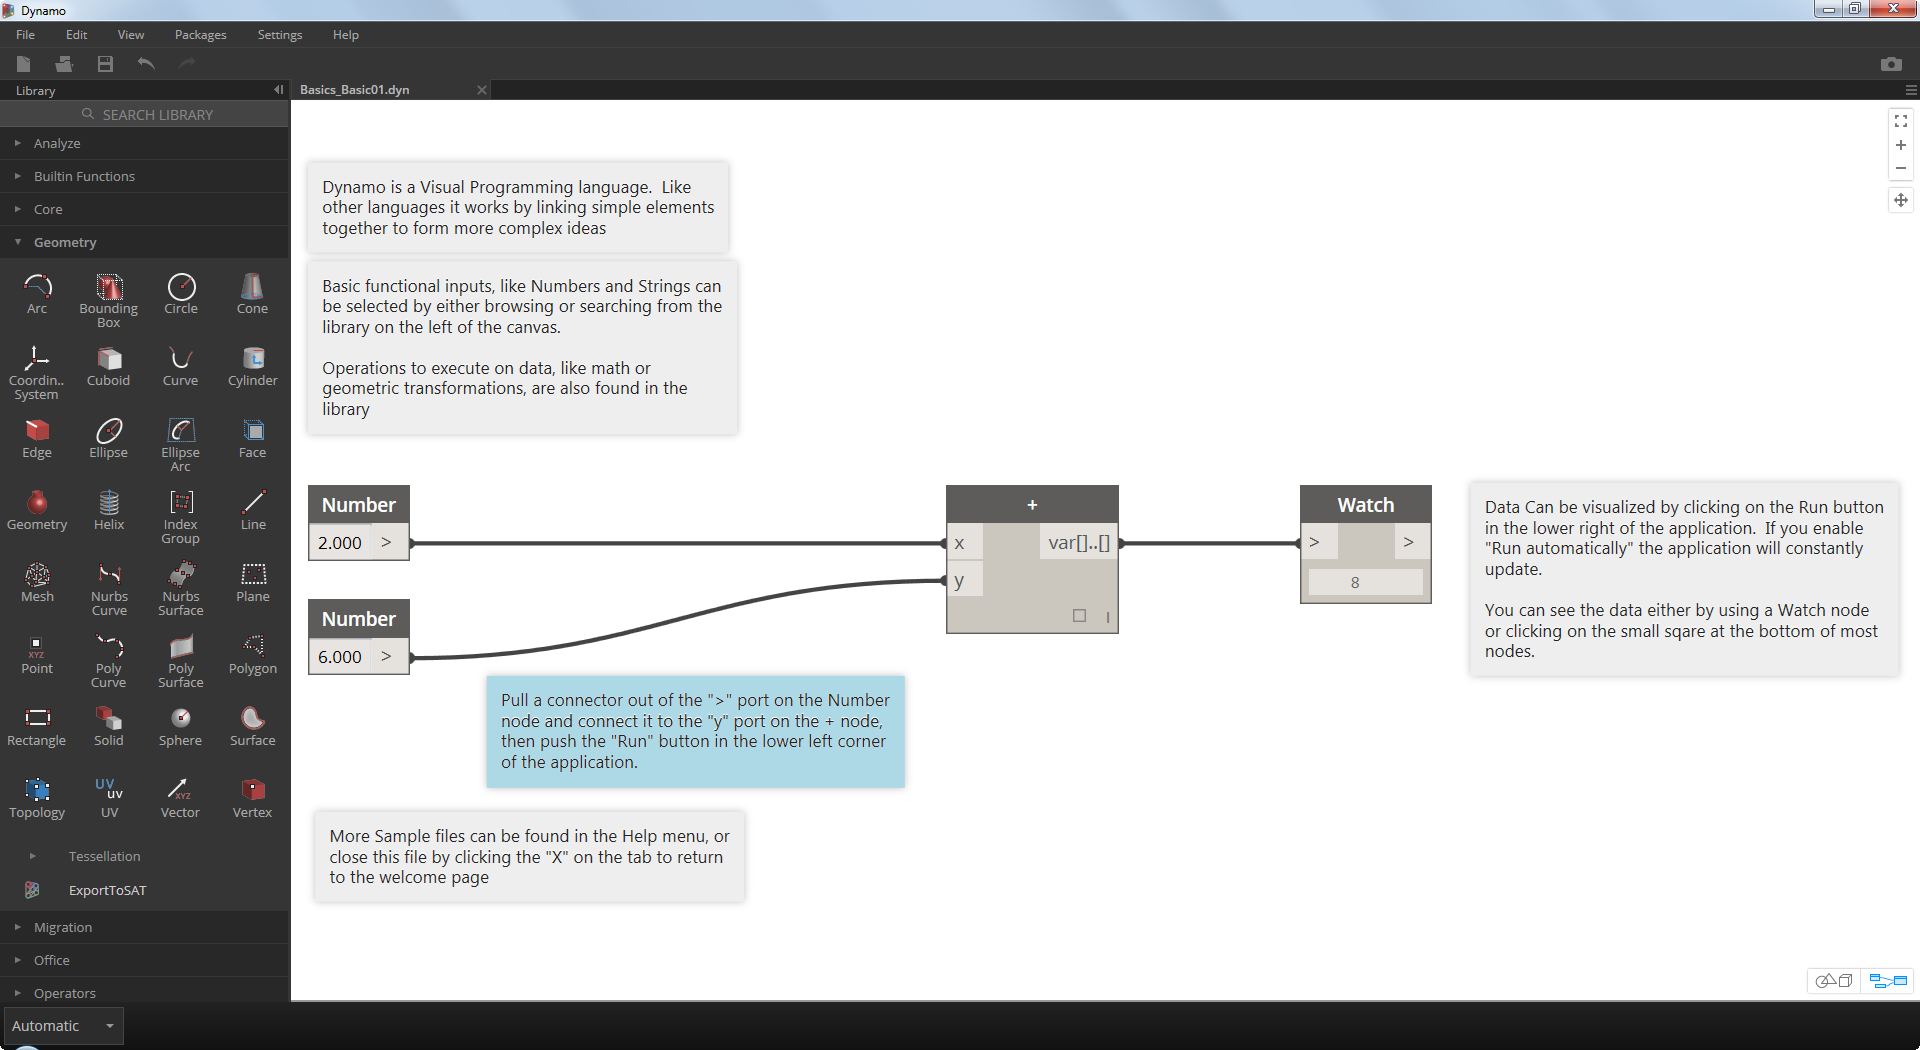 Dynamo
File Edit View Packages Settings Help
Library
Basics_Basic01.dyn
SEARCH LIBRARY
Analyze
Builtin Functions
Core
Geometry
Arc
Bounding
Box
Circle
Cone
Coordin..
System
Cuboid
Curve
Cylinder
Edge
Ellipse
Ellipse
Arc
Face
Geometry
Helix
Index
Group
Line
Mesh
Nurbs
Curve
Nurbs
Surface
Plane
XYZ
Point
Poly
Curve
Poly
Surface
Polygon
Rectangle
Solid
Sphere
Surface
Topology
UV
uv
UV
XYZ
Vector
Vertex
Tessellation
ExportToSAT
Migration
Office
Operators
Automatic
Dynamo is a Visual Programming language.  Like
other languages it works by linking simple elements
together to form more complex ideas
Basic functional inputs, like Numbers and Strings can
be selected by either browsing or searching from the
library on the left of the canvas.
Operations to execute on data, like math or
geometric transformations, are also found in the
library
Number
2.000 >
Number
6.000 >
+
x var[]..[]
y
l
Watch
> >
8
Data Can be visualized by clicking on the Run button
in the lower right of the application.  If you enable
"Run automatically" the application will constantly
update.
You can see the data either by using a Watch node
or clicking on the small sqare at the bottom of most
nodes.
Pull a connector out of the ">" port on the Number
node and connect it to the "y" port on the + node,
then push the "Run" button in the lower left corner
of the application.
More Sample files can be found in the Help menu, or
close this file by clicking the "X" on the tab to return
to the welcome page